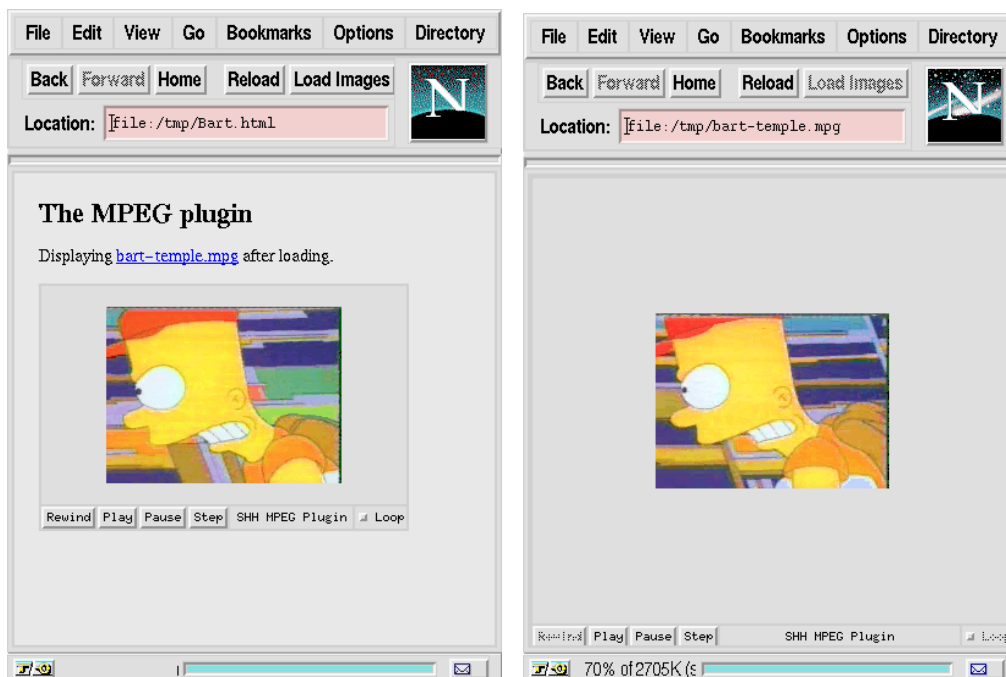 File Edit View Go Bookmarks Options Directory
Back Forward Home Reload Load Images
N
Location: file:/tmp/Bart.html
The MPEG plugin
Displaying bart-temple.mpg after loading.
Rewind Play Pause Step SHH MPEG Plugin Loop
File Edit View Go Bookmarks Options Directory
Back Forward Home Reload Load Images
N
Location: file:/tmp/bart-temple.mpg
Rewind Play Pause Step SHH MPEG Plugin Loop
70% of 2705K (s